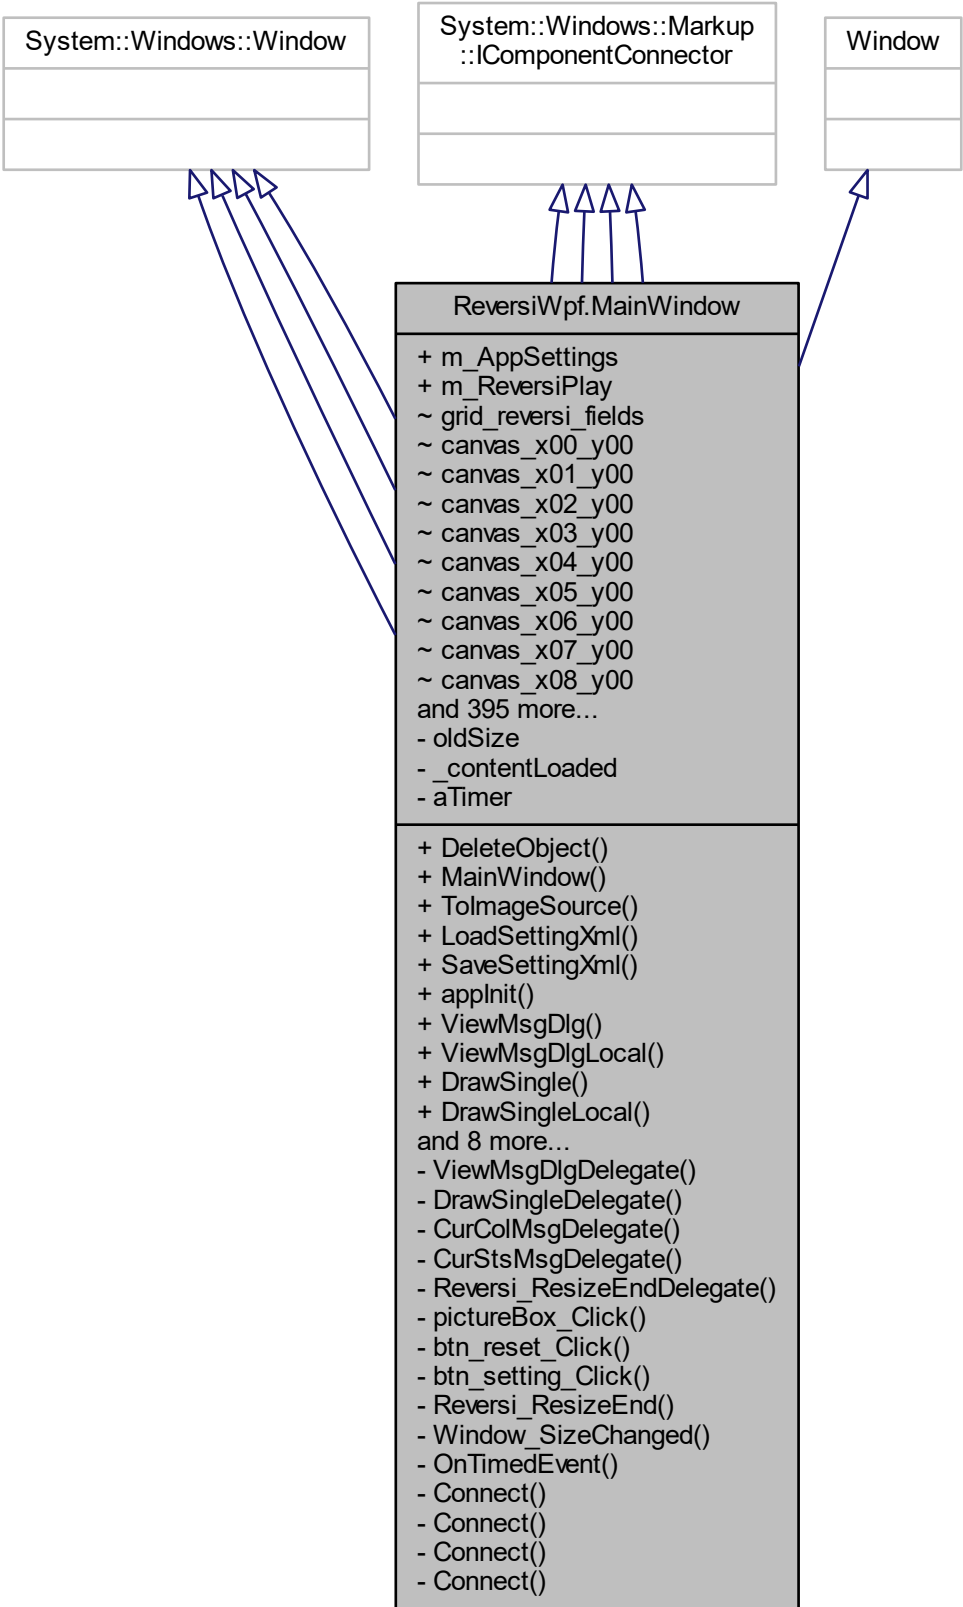 System::Windows::Window
System::Windows::Markup
::IComponentConnector
Window
ReversiWpf.MainWindow
+ m_AppSettings
+ m_ReversiPlay
~ grid_reversi_fields
~ canvas_x00_y00
~ canvas_x01_y00
~ canvas_x02_y00
~ canvas_x03_y00
~ canvas_x04_y00
~ canvas_x05_y00
~ canvas_x06_y00
~ canvas_x07_y00
~ canvas_x08_y00
and 395 more...
- oldSize
- _contentLoaded
- aTimer
+ DeleteObject()
+ MainWindow()
+ ToImageSource()
+ LoadSettingXml()
+ SaveSettingXml()
+ appInit()
+ ViewMsgDlg()
+ ViewMsgDlgLocal()
+ DrawSingle()
+ DrawSingleLocal()
and 8 more...
- ViewMsgDlgDelegate()
- DrawSingleDelegate()
- CurColMsgDelegate()
- CurStsMsgDelegate()
- Reversi_ResizeEndDelegate()
- pictureBox_Click()
- btn_reset_Click()
- btn_setting_Click()
- Reversi_ResizeEnd()
- Window_SizeChanged()
- OnTimedEvent()
- Connect()
- Connect()
- Connect()
- Connect()